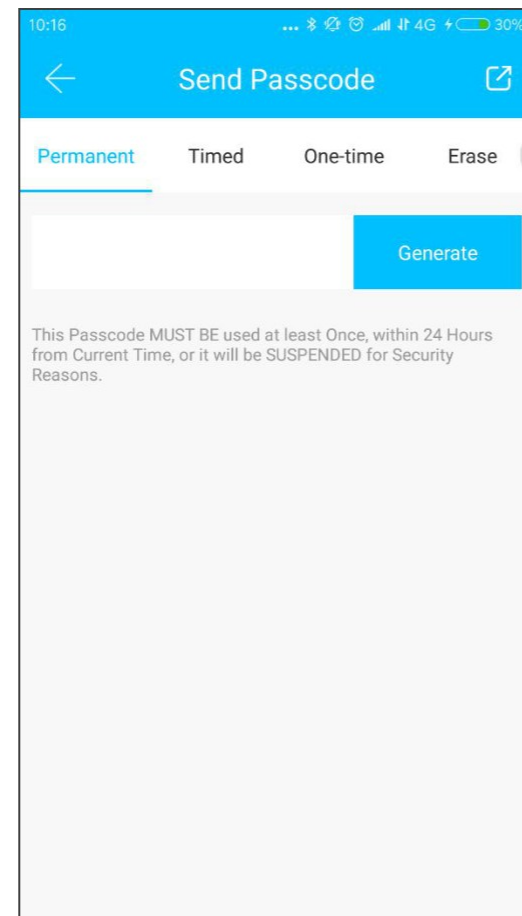 10:16 ... 4G 30%
Send Passcode
Permanent Timed One-time Erase
Generate
This Passcode MUST BE used at least Once, within 24 Hours
from Current Time, or it will be SUSPENDED for Security
Reasons.